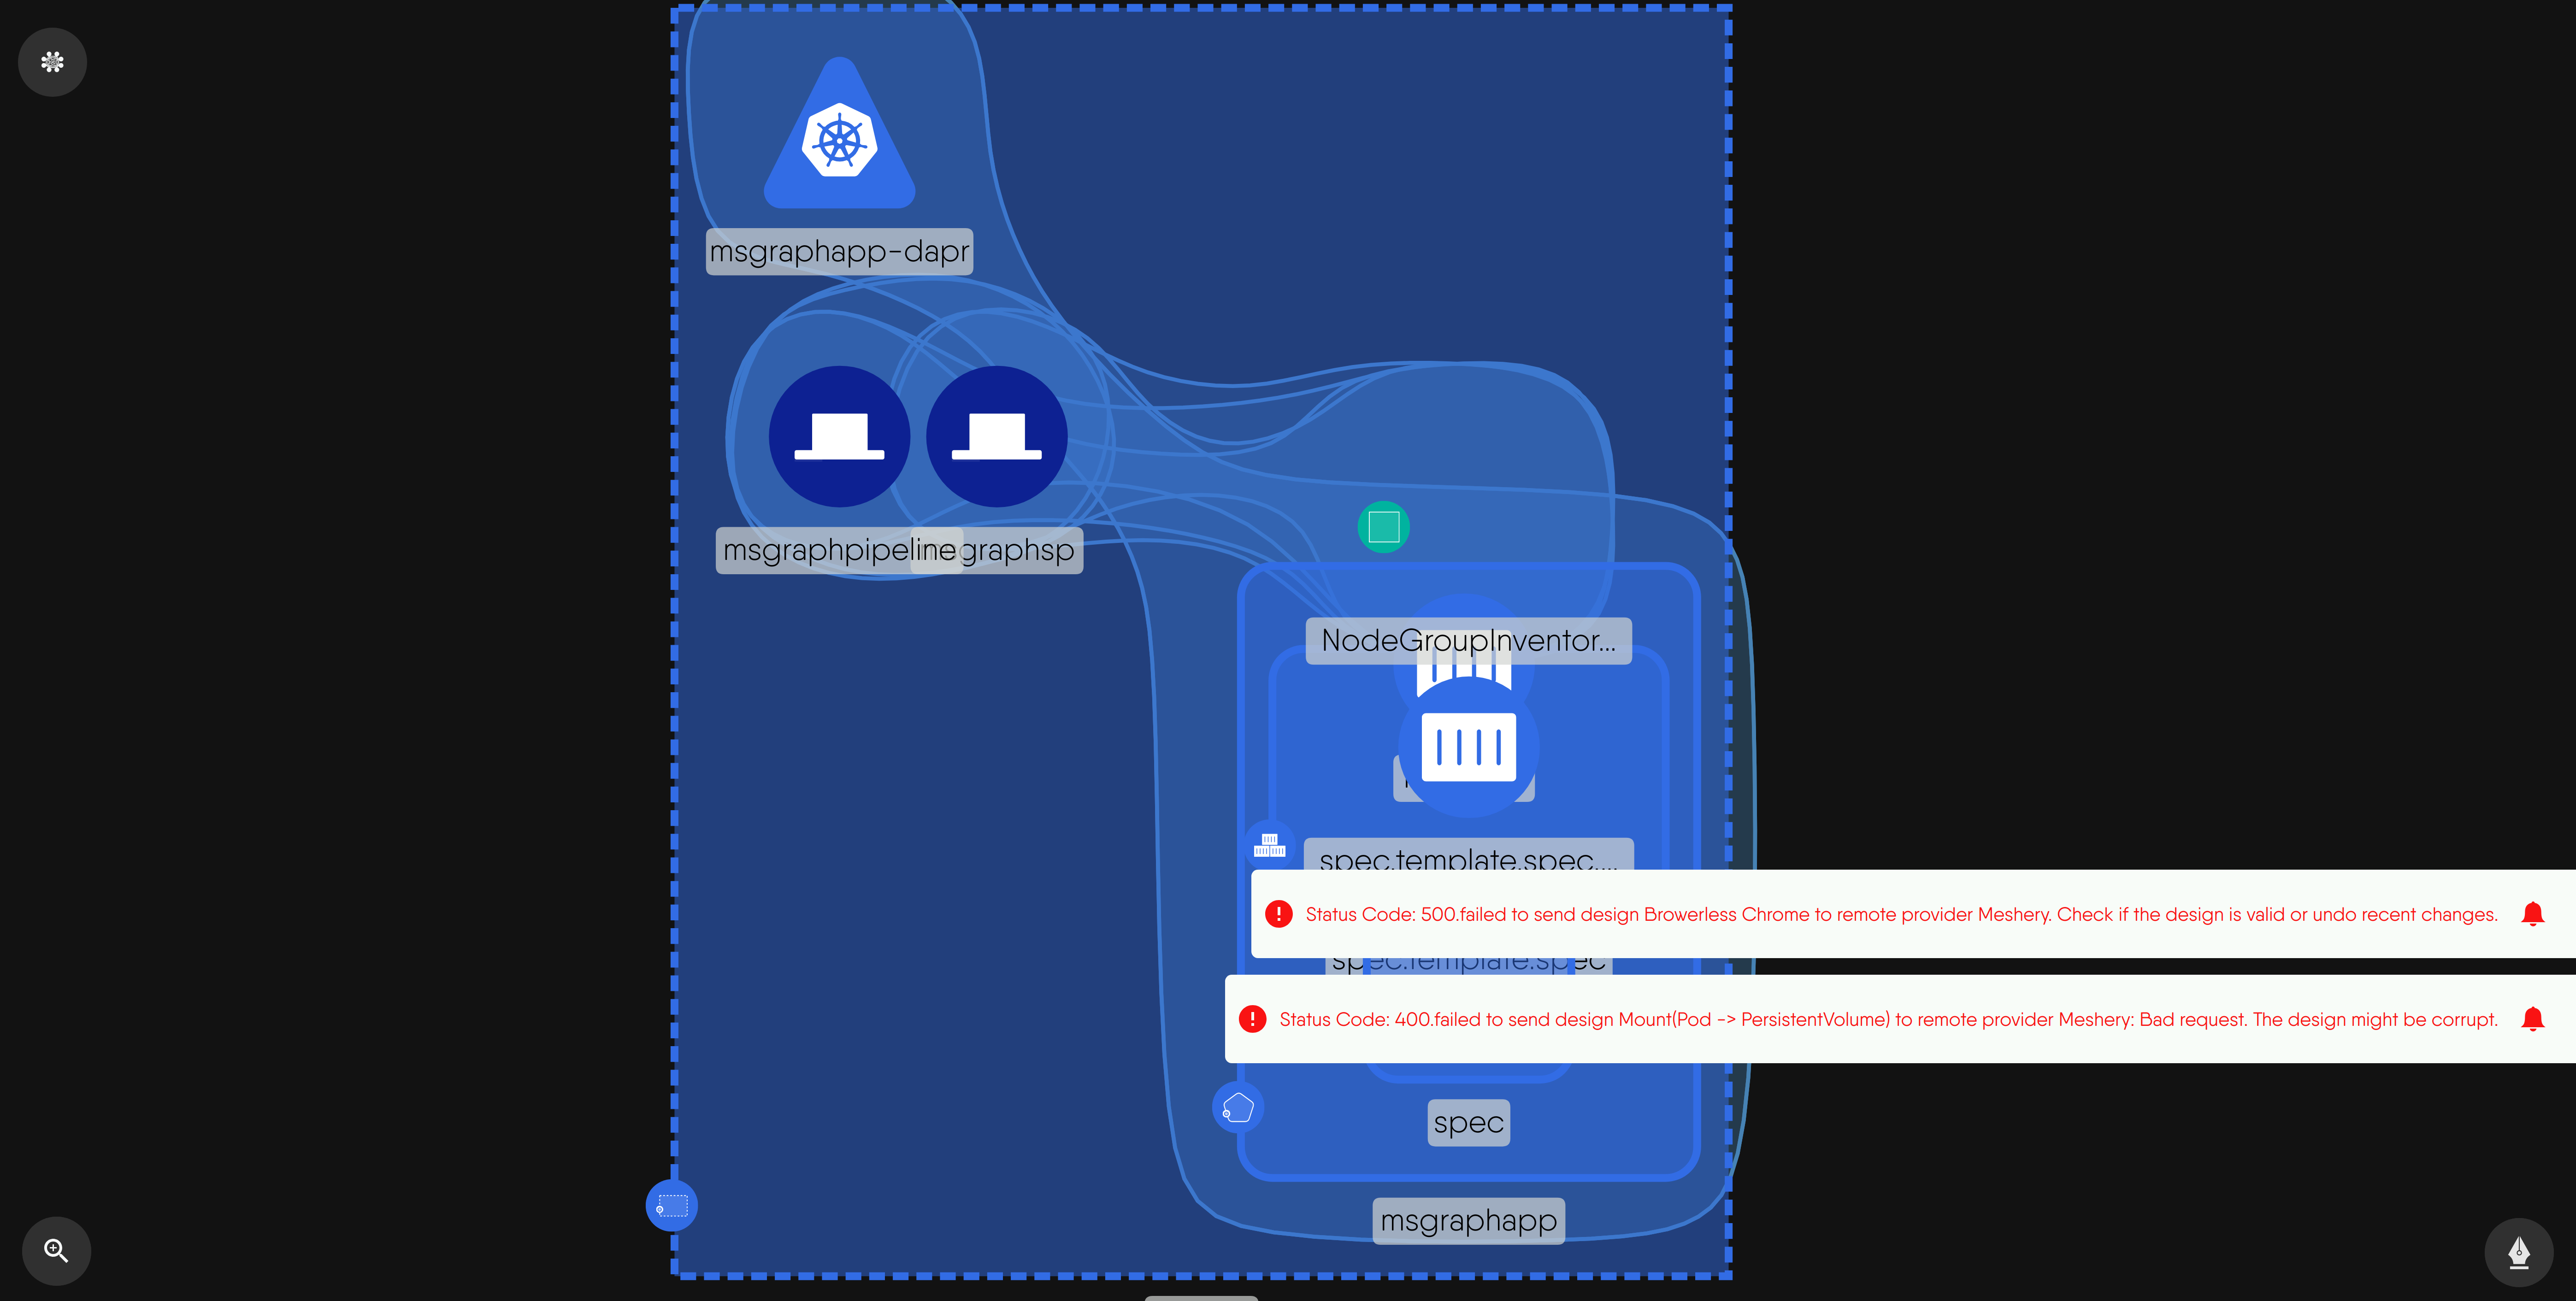 msgraphapp-dapr
msgraphpipeline
graphsp
NodeGroupInventor...
spec.template.spec....
Status Code: 500.failed to send design Browerless Chrome to remote provider Meshery. Check if the design is valid or undo recent changes.
spec.template.spec
Status Code: 400.failed to send design Mount(Pod -> PersistentVolume) to remote provider Meshery: Bad request. The design might be corrupt.
spec
msgraphapp